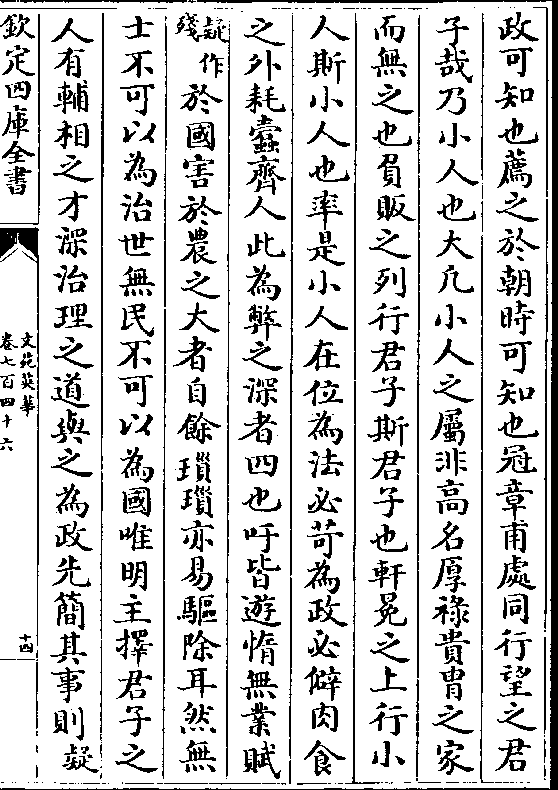 政可知也薦之於朝時可知也冠章甫處同行望之君
子哉乃小人也大凡小人之屬非高名厚祿貴胄之家
而無之也負販之列行君子斯君子也軒冕之上行小
人斯小人也率是小人在位為法必苛為政必僻肉食
之外耗蠹齊人此為弊之深者四也吁皆遊惰無業賦
疑作
殘
於國害於農之大者自餘瑣瑣亦易驅除耳然無
士不可以為治世無民不可以為國唯明主擇君子之
人有輔相之才深治理之道與之為政先簡其事則疑
欽定四庫全書
文苑英華
卷七百四十六
十四